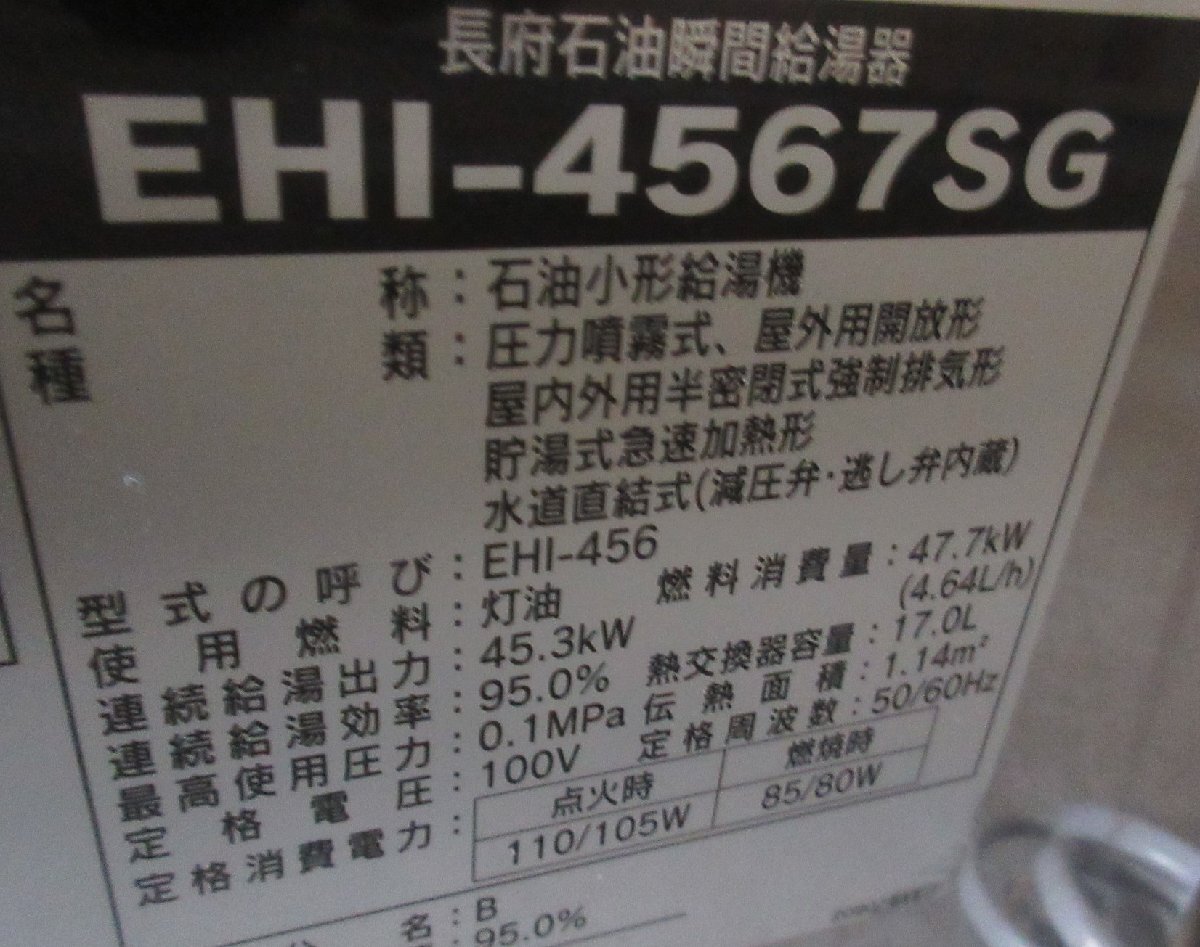 長府石油瞬間給湯器
EHI-4567SG
名称：石油小形給湯機
種類：圧力噴霧式、屋外用開放形
屋内外用半密閉式強制排気形
貯湯式急速加熱形
水道直結式(減圧弁・逃し弁内蔵)
型式の呼び：EHI-456
使用燃料：灯油 燃料消費量：47.7kW
(4.64L/h)
連続給湯出力：45.3kW 熱交換器容量：17.0L
連続給湯効率：95.0% 伝熱面積：1.14m²
最高使用圧力：0.1MPa 定格周波数：50/60Hz
定格電圧：100V
定格消費電力：
点火時 燃焼時
110/105W 85/80W
名：B
：95.0%